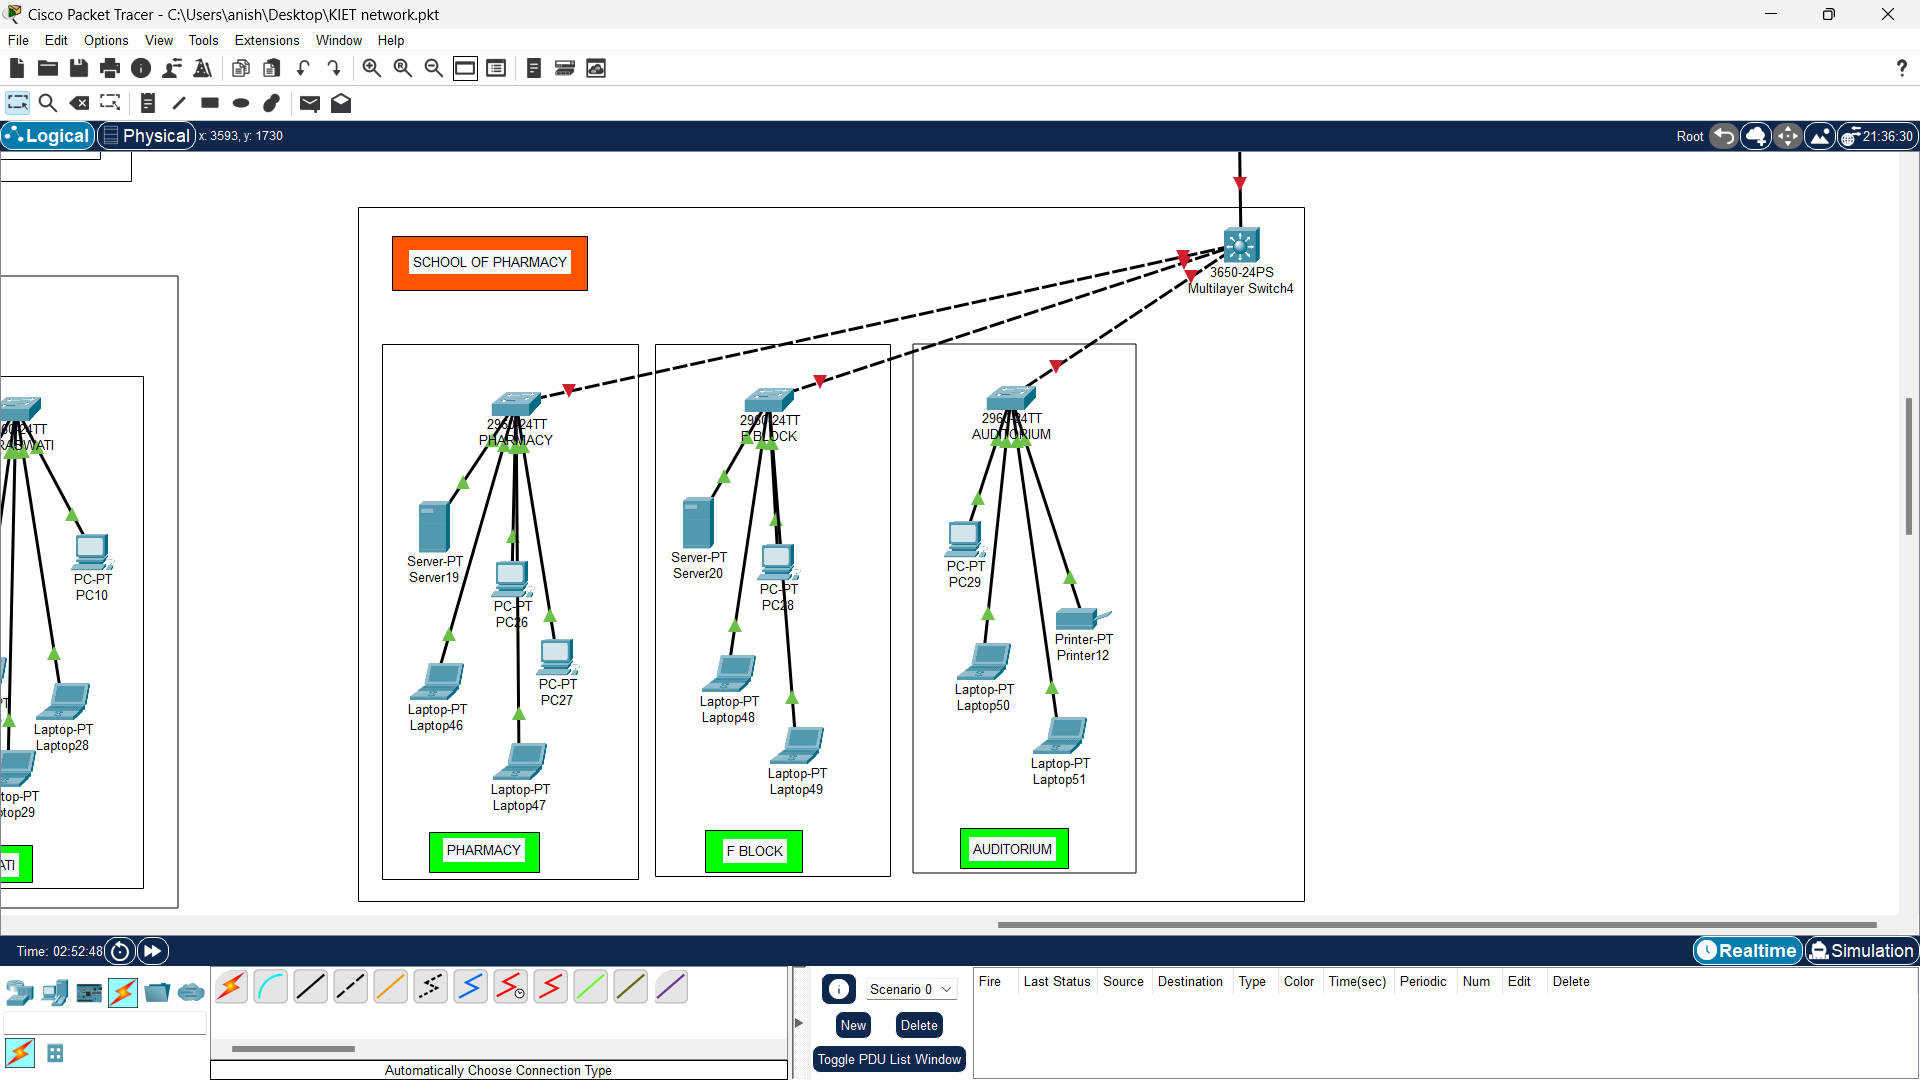 Cisco Packet Tracer - C:\Users\anish\Desktop\KIET network.pkt
File Edit Options View Tools Extensions Window Help
Logical Physical x: 3593, y: 1730 Root 21:36:30
SCHOOL OF PHARMACY
3650-24PS
Multilayer Switch4
2960-24TT
PHARMACY
2960-24TT
F BLOCK
2960-24TT
AUDITORIUM
PC-PT
PC10
Server-PT
Server19
PC-PT
PC26
PC-PT
PC27
Laptop-PT
Laptop46
Laptop-PT
Laptop47
Server-PT
Server20
PC-PT
PC28
Laptop-PT
Laptop48
Laptop-PT
Laptop49
PC-PT
PC29
Printer-PT
Printer12
Laptop-PT
Laptop50
Laptop-PT
Laptop51
Laptop-PT
Laptop28
top-PT
ptop29
ATI
PHARMACY
F BLOCK
AUDITORIUM
Time: 02:52:48
Realtime Simulation
Scenario 0
New Delete
Toggle PDU List Window
Fire Last Status Source Destination Type Color Time(sec) Periodic Num Edit Delete
Automatically Choose Connection Type